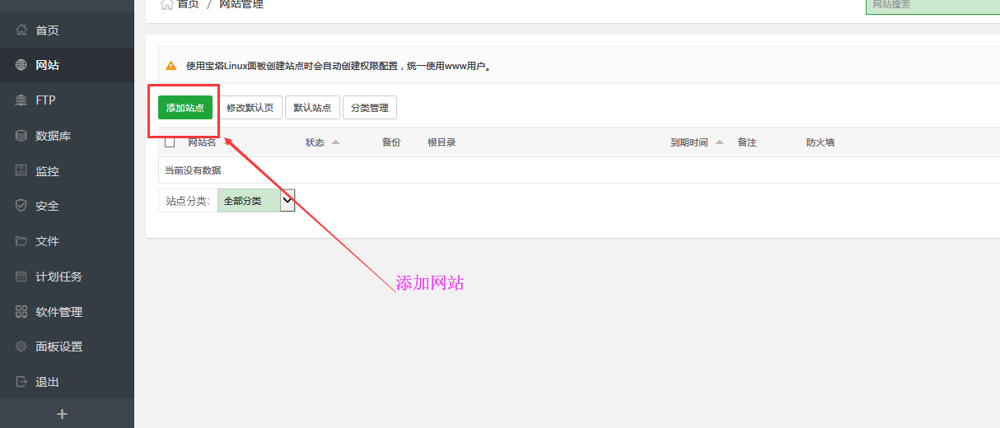 首页 / 网站管理
网站搜索
首页
网站
FTP
数据库
监控
安全
文件
计划任务
软件管理
面板设置
退出
+
使用宝塔Linux面板创建站点时会自动创建权限配置，统一使用www用户。
添加站点 修改默认页 默认站点 分类管理
网站名 状态 备份 根目录 到期时间 备注 防火墙
当前没有数据
站点分类: 全部分类
添加网站